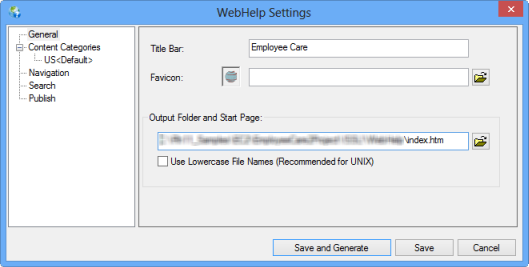 WebHelp Settings
General
Content Categories
US<Default>
Navigation
Search
Publish
Title Bar:
Employee Care
Favicon:
Output Folder and Start Page:
\index.htm
Use Lowercase File Names (Recommended for UNIX)
Save and Generate
Save
Cancel